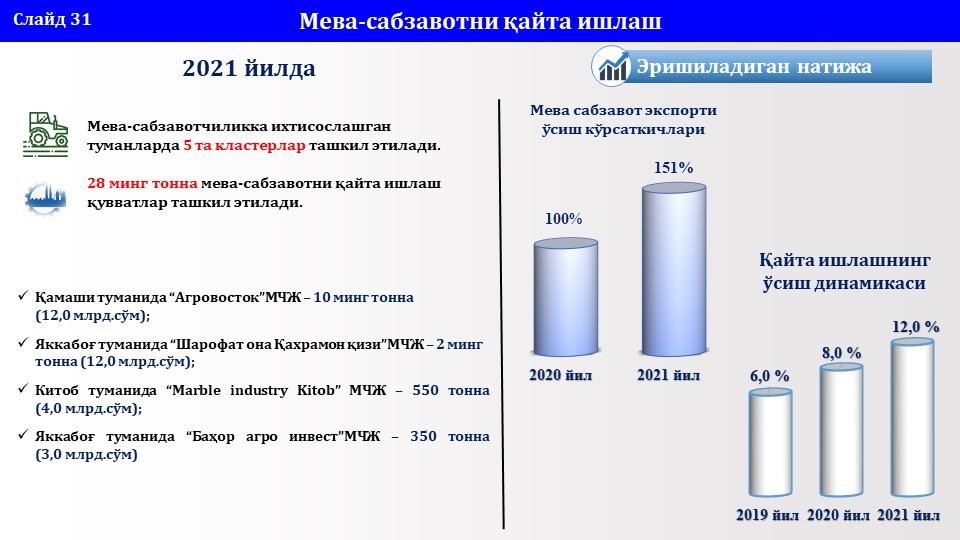 Слайд 31
Мева-сабзавотни қайта ишлаш
2021 йилда
Эришиладиган натижа
Мева-сабзавотчиликка ихтисослашган
туманларда 5 та кластерлар ташкил этилади.
28 минг тонна мева-сабзавотни қайта ишлаш
қувватлар ташкил этилади.
✓ Қамаши туманида “Агровосток”МЧЖ – 10 минг тонна
(12,0 млрд.сўм);
✓ Яккабоғ туманида “Шарофат она Қахрамон қизи”МЧЖ – 2 минг
тонна (12,0 млрд.сўм);
✓ Китоб туманида “Marble industry Kitob” МЧЖ – 550 тонна
(4,0 млрд.сўм);
✓ Яккабоғ туманида “Баҳор агро инвест”МЧЖ – 350 тонна
(3,0 млрд.сўм)
Мева сабзавот экспорти
ўсиш кўрсаткичлари
151%
100%
2020 йил 2021 йил
Қайта ишлашнинг
ўсиш динамикаси
12,0 %
8,0 %
6,0 %
2019 йил 2020 йил 2021 йил